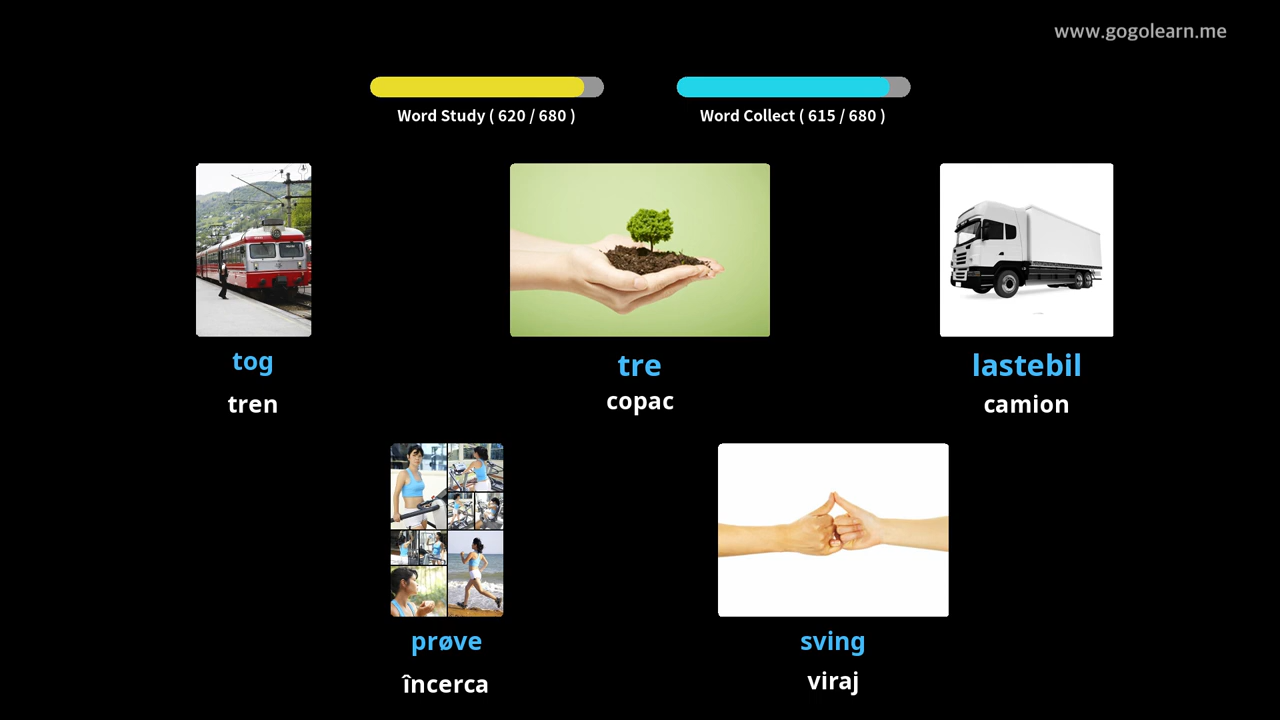 www.gogolearn.me
Word Study ( 620 / 680 )
Word Collect ( 615 / 680 )
tog
tre
lastebil
tren
copac
camion
prøve
sving
încerca
viraj